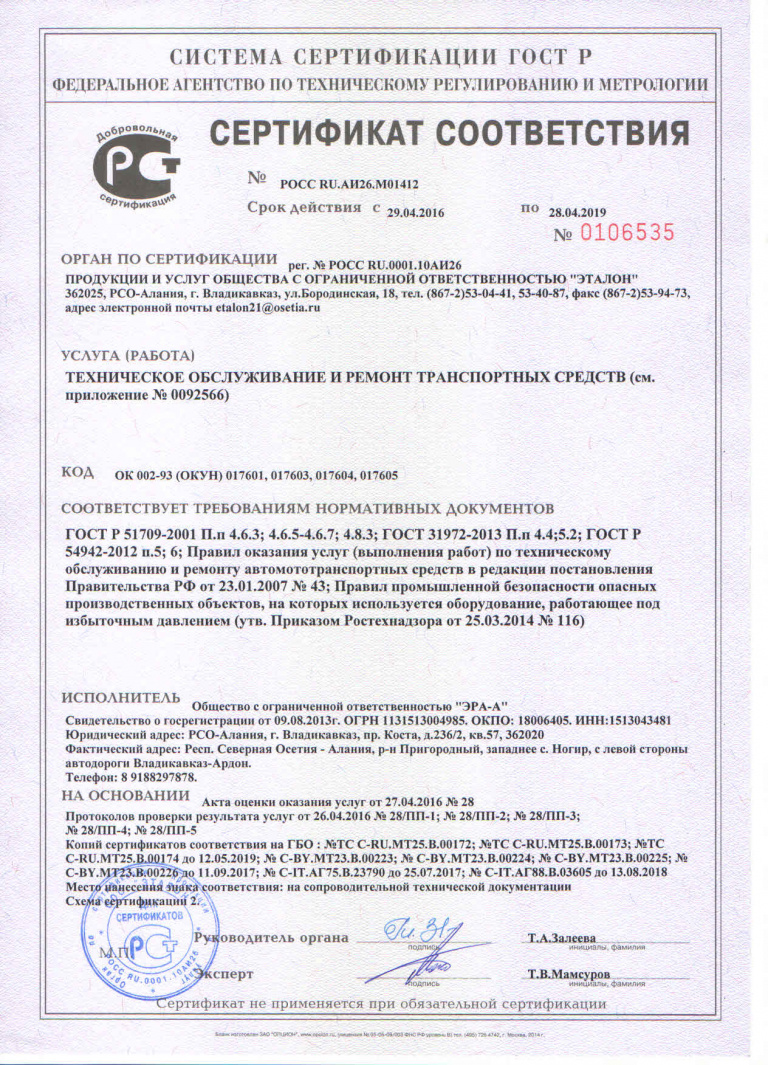 СИСТЕМА СЕРТИФИКАЦИИ ГОСТ Р
ФЕДЕРАЛЬНОЕ АГЕНТСТВО ПО ТЕХНИЧЕСКОМУ РЕГУЛИРОВАНИЮ И МЕТРОЛОГИИ
Добровольная
сертификация
СЕРТИФИКАТ СООТВЕТСТВИЯ
№ РОСС RU.АИ26.М01412
Срок действия с 29.04.2016 по 28.04.2019
№ 0106535
ОРГАН ПО СЕРТИФИКАЦИИ рег. № РОСС RU.0001.10АИ26
ПРОДУКЦИИ И УСЛУГ ОБЩЕСТВА С ОГРАНИЧЕННОЙ ОТВЕТСТВЕННОСТЬЮ "ЭТАЛОН"
362025, РСО-Алания, г. Владикавказ, ул.Бородинская, 18, тел. (867-2)53-04-41, 53-40-87, факс (867-2)53-94-73,
адрес электронной почты etalon21@osetia.ru
УСЛУГА (РАБОТА)
ТЕХНИЧЕСКОЕ ОБСЛУЖИВАНИЕ И РЕМОНТ ТРАНСПОРТНЫХ СРЕДСТВ (см.
приложение № 0092566)
КОД ОК 002-93 (ОКУН) 017601, 017603, 017604, 017605
СООТВЕТСТВУЕТ ТРЕБОВАНИЯМ НОРМАТИВНЫХ ДОКУМЕНТОВ
ГОСТ Р 51709-2001 П.п 4.6.3; 4.6.5-4.6.7; 4.8.3; ГОСТ 31972-2013 П.п 4.4;5.2; ГОСТ Р
54942-2012 п.5; 6; Правил оказания услуг (выполнения работ) по техническому
обслуживанию и ремонту автомототранспортных средств в редакции постановления
Правительства РФ от 23.01.2007 № 43; Правил промышленной безопасности опасных
производственных объектов, на которых используется оборудование, работающее под
избыточным давлением (утв. Приказом Ростехнадзора от 25.03.2014 № 116)
ИСПОЛНИТЕЛЬ Общество с ограниченной ответственностью "ЭРА-А"
Свидетельство о госрегистрации от 09.08.2013г. ОГРН 1131513004985. ОКПО: 18006405. ИНН:1513043481
Юридический адрес: РСО-Алания, г. Владикавказ, пр. Коста, д.236/2, кв.57, 362020
Фактический адрес: Респ. Северная Осетия - Алания, р-н Пригородный, западнее с. Ногир, с левой стороны
автодороги Владикавказ-Ардон.
Телефон: 8 9188297878.
НА ОСНОВАНИИ Акта оценки оказания услуг от 27.04.2016 № 28
Протоколов проверки результата услуг от 26.04.2016 № 28/ПП-1; № 28/ПП-2; № 28/ПП-3;
№ 28/ПП-4; № 28/ПП-5
Копий сертификатов соответствия на ГБО : №ТС С-RU.МТ25.В.00172; №ТС С-RU.МТ25.В.00173; №ТС
С-RU.МТ25.В.00174 до 12.05.2019; № С-BY.МТ23.В.00223; № С-BY.МТ23.В.00224; № С-BY.МТ23.В.00225; №
С-BY.МТ23.В.00226 до 11.09.2017; № С-IT.АГ75.В.23790 до 25.07.2017; № С-IT.АГ88.В.03605 до 13.08.2018
Место нанесения знака соответствия: на сопроводительной технической документации
Схема сертификации 2.
ДЛЯ
СЕРТИФИКАТОВ
РОСС RU.0001.10АИ26
М.П.
Руководитель органа
подпись
Т.А.Залеева
инициалы, фамилия
Эксперт
подпись
Т.В.Мамсуров
инициалы, фамилия
Сертификат не применяется при обязательной сертификации